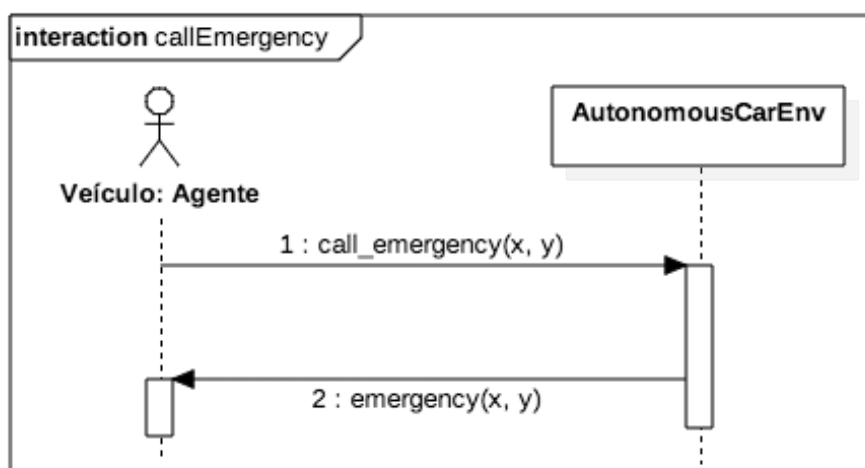 interaction callEmergency
AutonomousCarEnv
Veículo: Agente
1 : call_emergency(x, y)
2 : emergency(x, y)